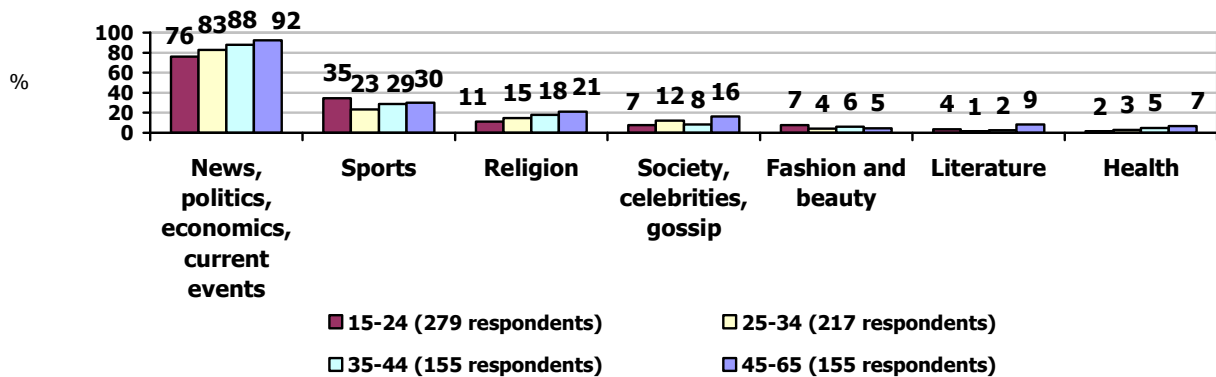 100
80
60
40
20
0
%
76 83 88 92
35 23 29 30
11 15 18 21
7 12 8 16
7 4 6 5
4 1 2 9
2 3 5 7
News,
politics,
economics,
current
events
Sports
Religion
Society,
celebrities,
gossip
Fashion and
beauty
Literature
Health
15-24 (279 respondents)
25-34 (217 respondents)
35-44 (155 respondents)
45-65 (155 respondents)